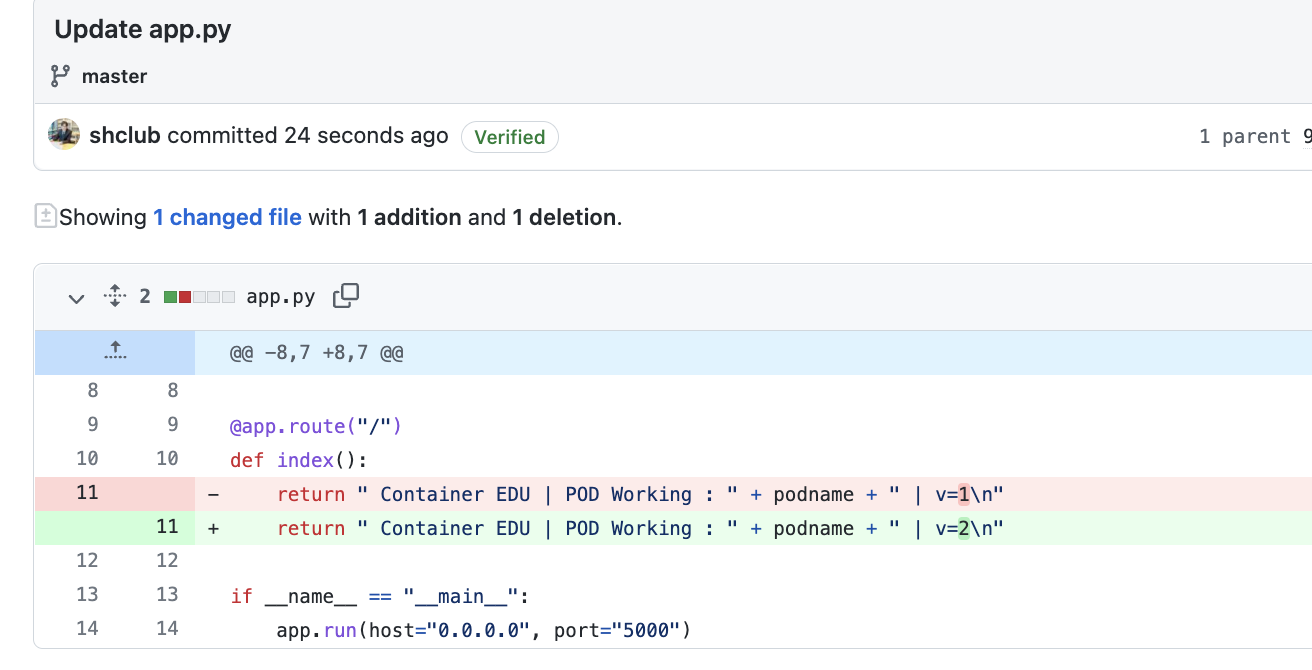 Update app.py
master
shclub committed 24 seconds ago Verified 1 parent 9
Showing 1 changed file with 1 addition and 1 deletion.
2 app.py
@@ -8,7 +8,7 @@
8 8
9 9 @app.route("/")
10 10 def index():
11 - return " Container EDU | POD Working : " + podname + " | v=1\n"
11 + return " Container EDU | POD Working : " + podname + " | v=2\n"
12 12
13 13 if __name__ == "__main__":
14 14 app.run(host="0.0.0.0", port="5000")